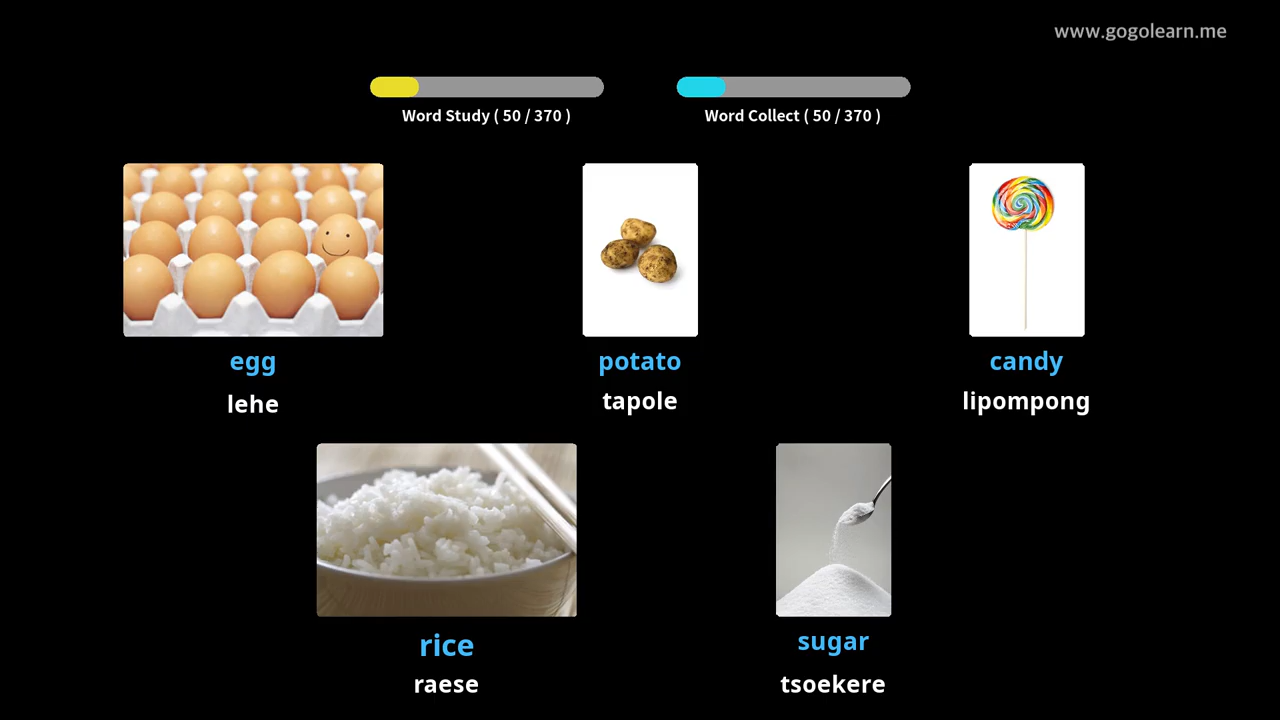 www.gogolearn.me
Word Study ( 50 / 370 )
Word Collect ( 50 / 370 )
egg
potato
candy
lehe
tapole
lipompong
rice
sugar
raese
tsoekere